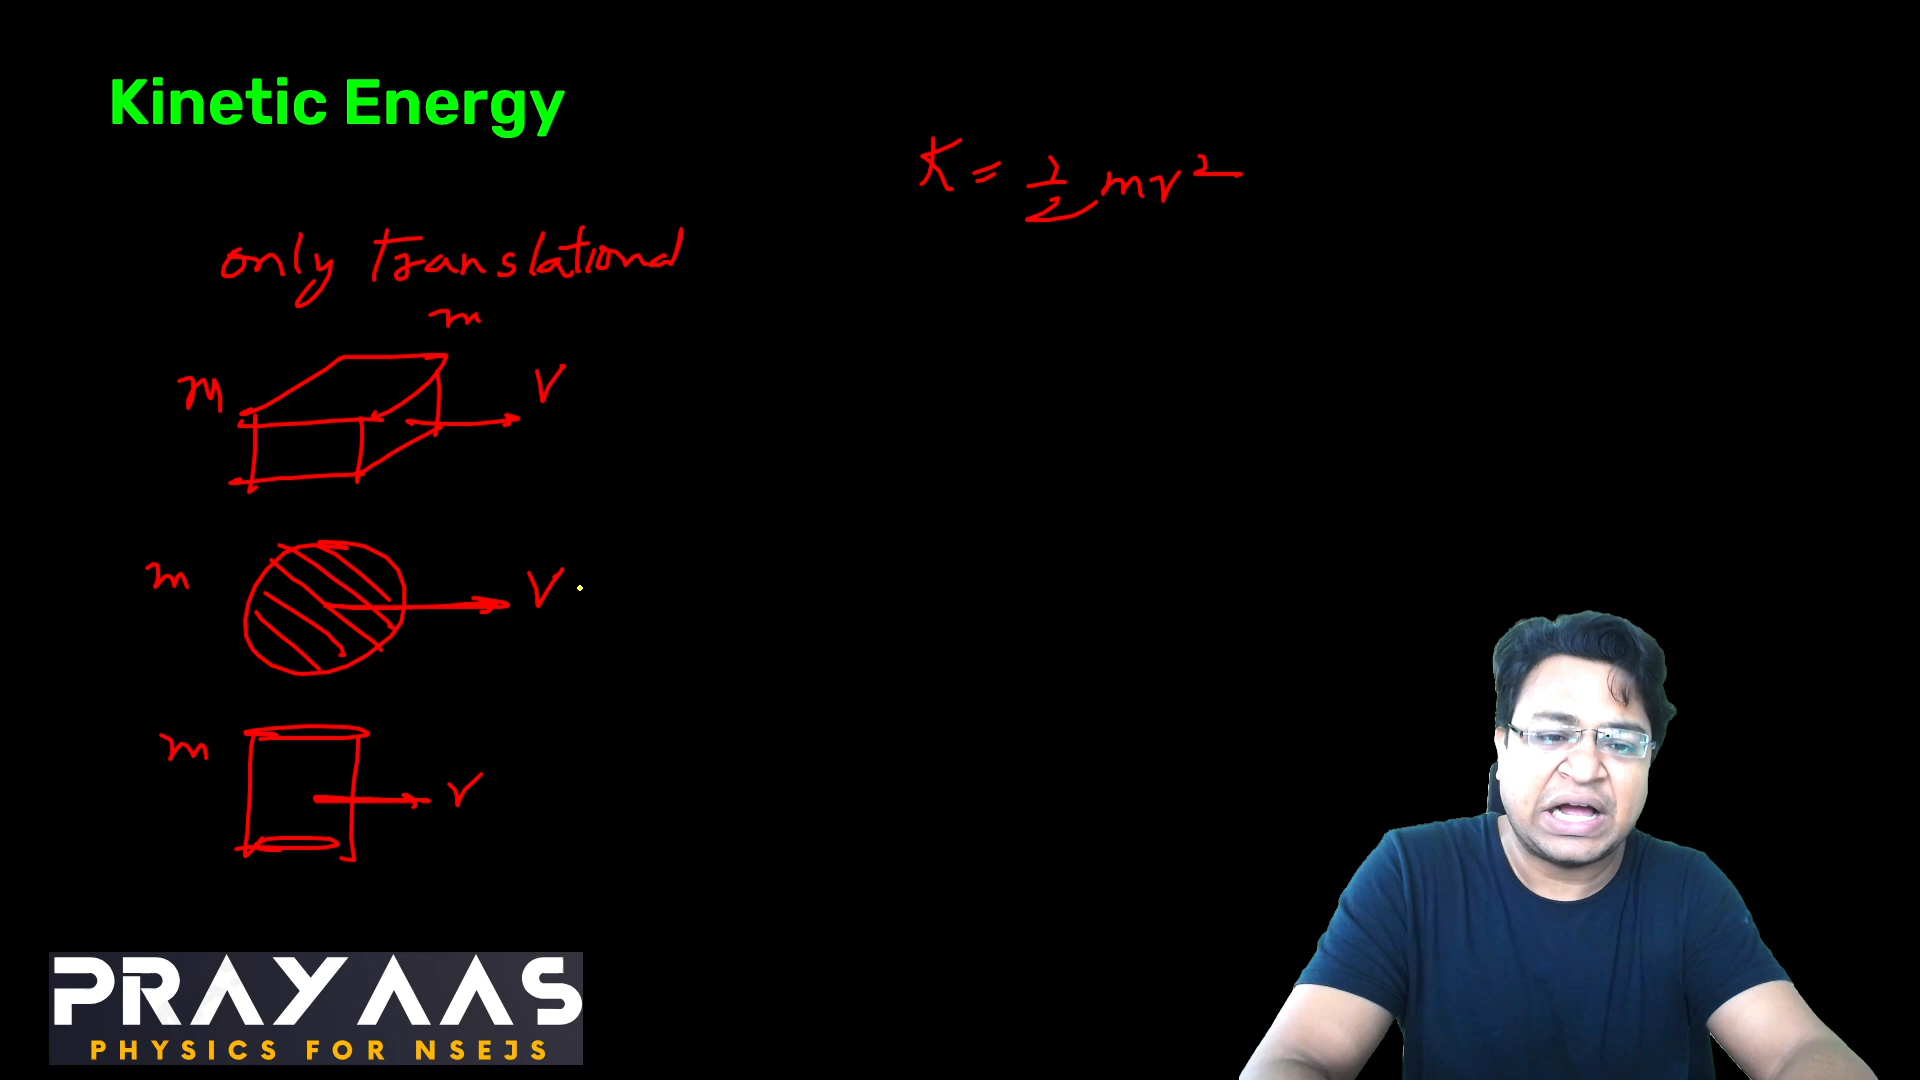 Kinetic Energy
K = 1/2 mv²
only Translational
m
m V
m V
m v
PRAYAAS
PHYSICS FOR NSEJS